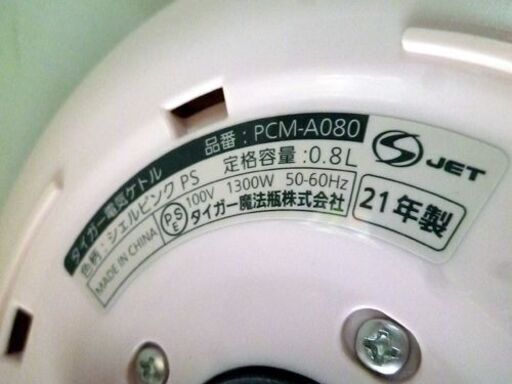 タイガー電気ケトル 品番：PCM-A080
色柄：シェルピンク PS 定格容量：0.8L
100V 1300W 50-60Hz
MADE IN CHINA PSE タイガー魔法瓶株式会社
JET
21年製